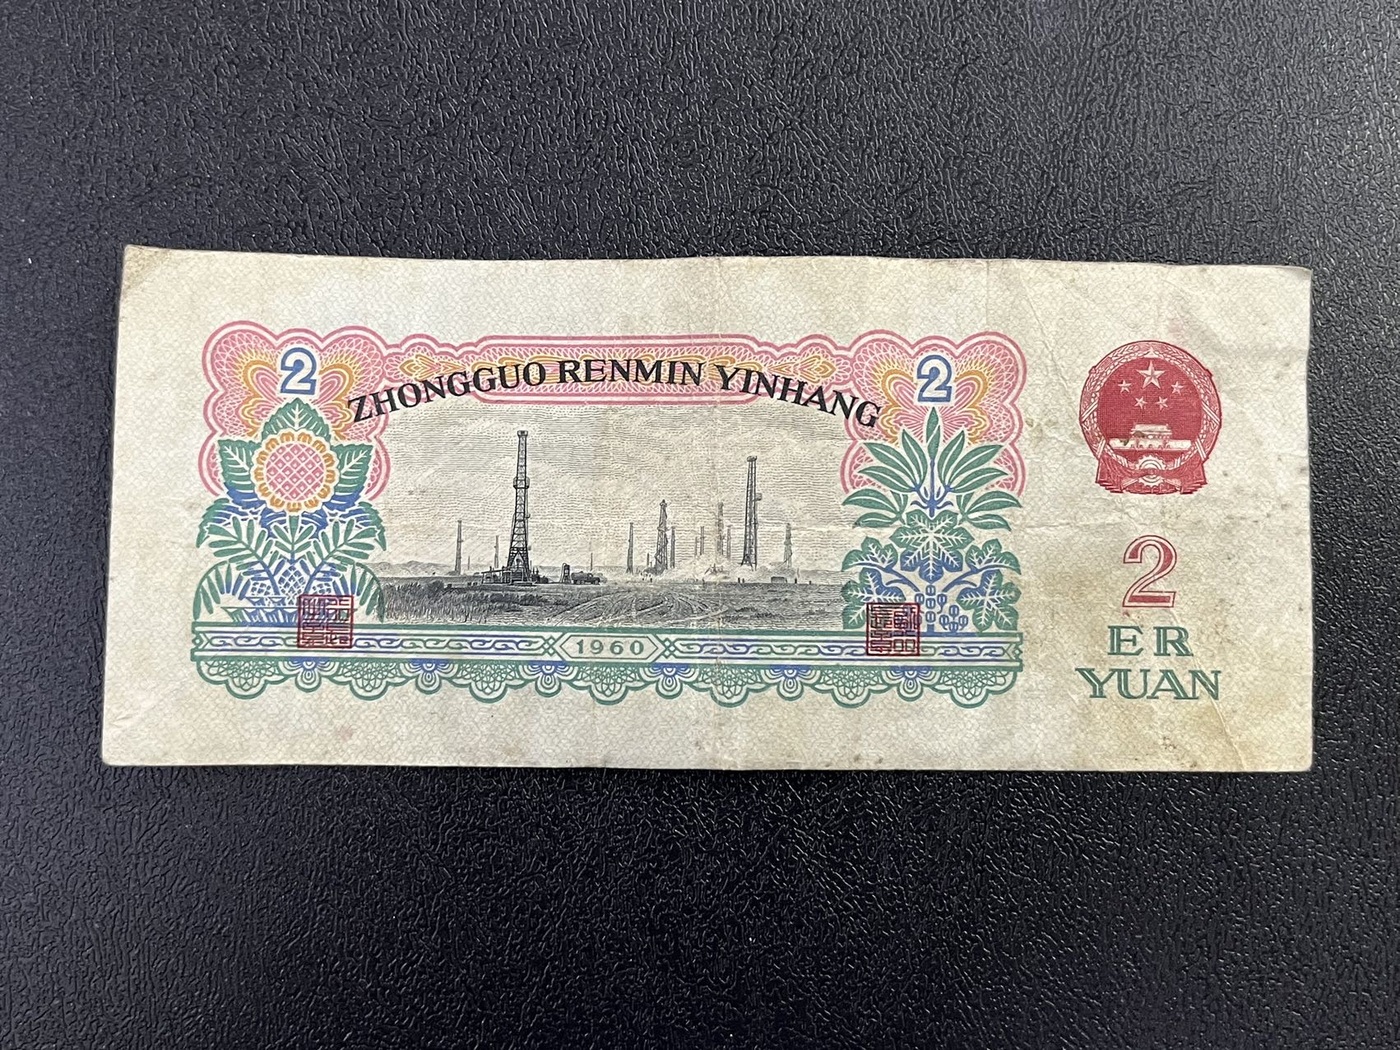 2
2
ZHONGGUO RENMIN YINHANG
1960
2
ER
YUAN